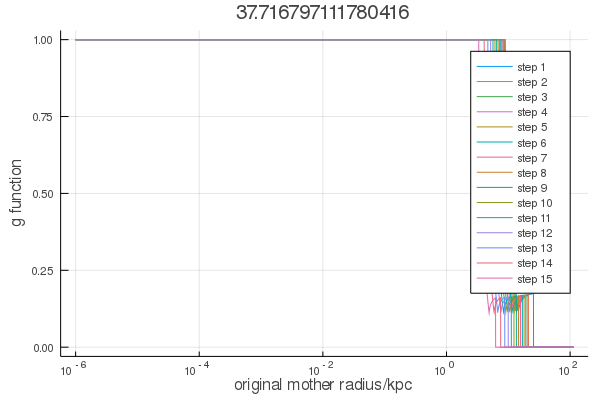 37.716797111780416
1.00
0.75
0.50
0.25
0.00
g function
step 1
step 2
step 3
step 4
step 5
step 6
step 7
step 8
step 9
step 10
step 11
step 12
step 13
step 14
step 15
10^-6 10^-4 10^-2 10^0 10^2
original mother radius/kpc